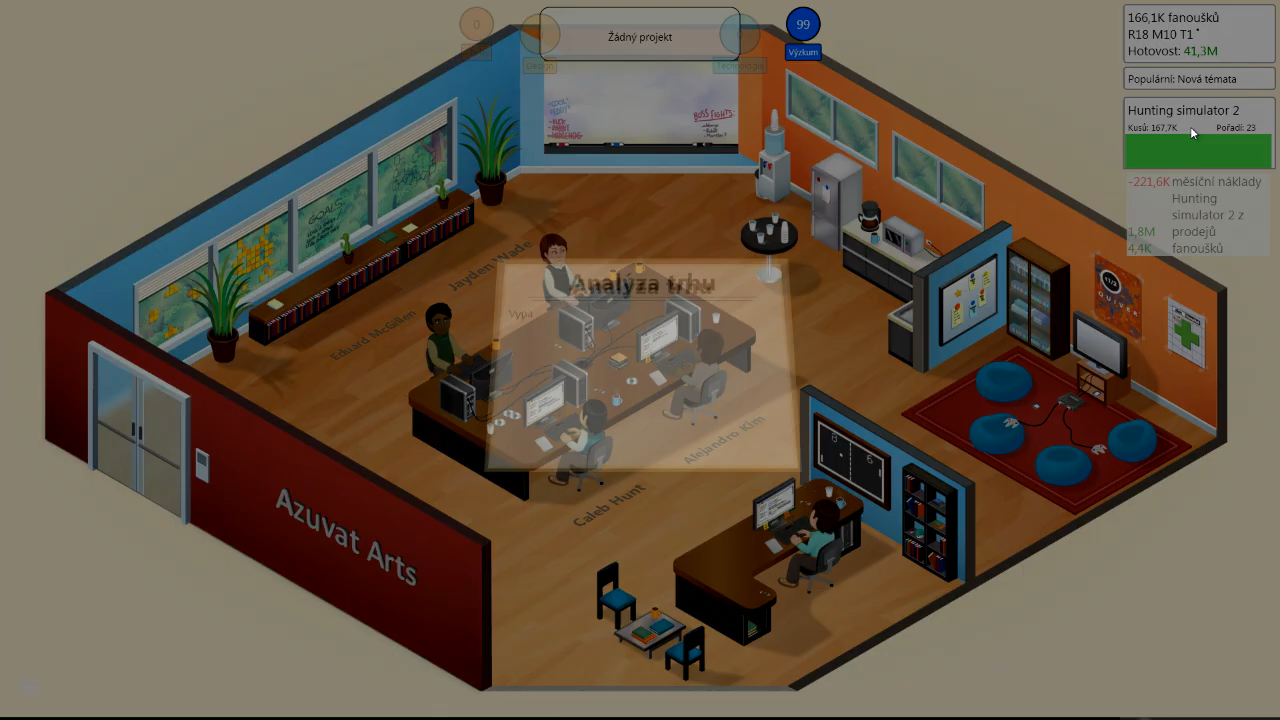 0
Žádný projekt
99
Design
Technologie
Výzkum
166,1K fanoušků
R18 M10 T1
Hotovost: 41,3M
Populární: Nová témata
Hunting simulator 2
Kusů: 167,7K
Pořadí: 23
-221,6K měsíční náklady
Hunting
simulator 2 z
1,8M prodejů
4,4K fanoušků
BOSS FIGHTS:
GOALS:
Jayden Wade
Eduard McGillen
Analýza trhu
Vypa
Alejandro Kim
Caleb Hunt
Azuvat Arts